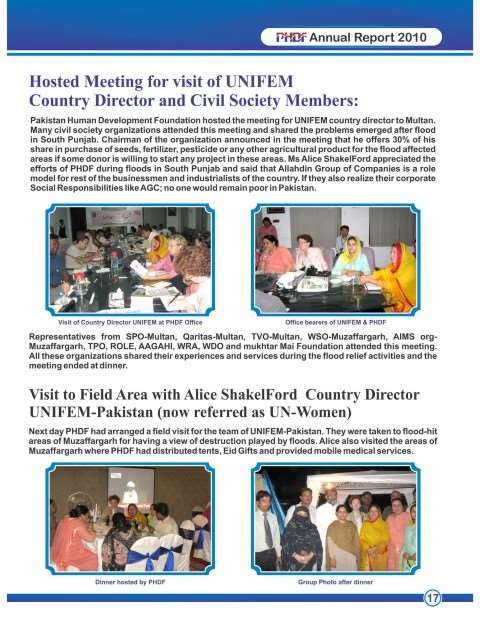 PHDF Annual Report 2010
Hosted Meeting for visit of UNIFEM
Country Director and Civil Society Members:
Pakistan Human Development Foundation hosted the meeting for UNIFEM country director to Multan.
Many civil society organizations attended this meeting and shared the problems emerged after flood
in South Punjab. Chairman of the organization announced in the meeting that he offers 30% of his
share in purchase of seeds, fertilizer, pesticide or any other agricultural product for the flood affected
areas if some donor is willing to start any project in these areas. Ms Alice ShakelFord appreciated the
efforts of PHDF during floods in South Punjab and said that Allahdin Group of Companies is a role
model for rest of the businessmen and industrialists of the country. If they also realize their corporate
Social Responsibilities like AGC; no one would remain poor in Pakistan.
Visit of Country Director UNIFEM at PHDF Office
Office bearers of UNIFEM & PHDF
Representatives from SPO-Multan, Qaritas-Multan, TVO-Multan, WSO-Muzaffargarh, AIMS org-
Muzaffargarh, TPO, ROLE, AAGAHI, WRA, WDO and mukhtar Mai Foundation attended this meeting.
All these organizations shared their experiences and services during the flood relief activities and the
meeting ended at dinner.
Visit to Field Area with Alice ShakelFord Country Director
UNIFEM-Pakistan (now referred as UN-Women)
Next day PHDF had arranged a field visit for the team of UNIFEM-Pakistan. They were taken to flood-hit
areas of Muzaffargarh for having a view of destruction played by floods. Alice also visited the areas of
Muzaffargarh where PHDF had distributed tents, Eid Gifts and provided mobile medical services.
Dinner hosted by PHDF
Group Photo after dinner
17